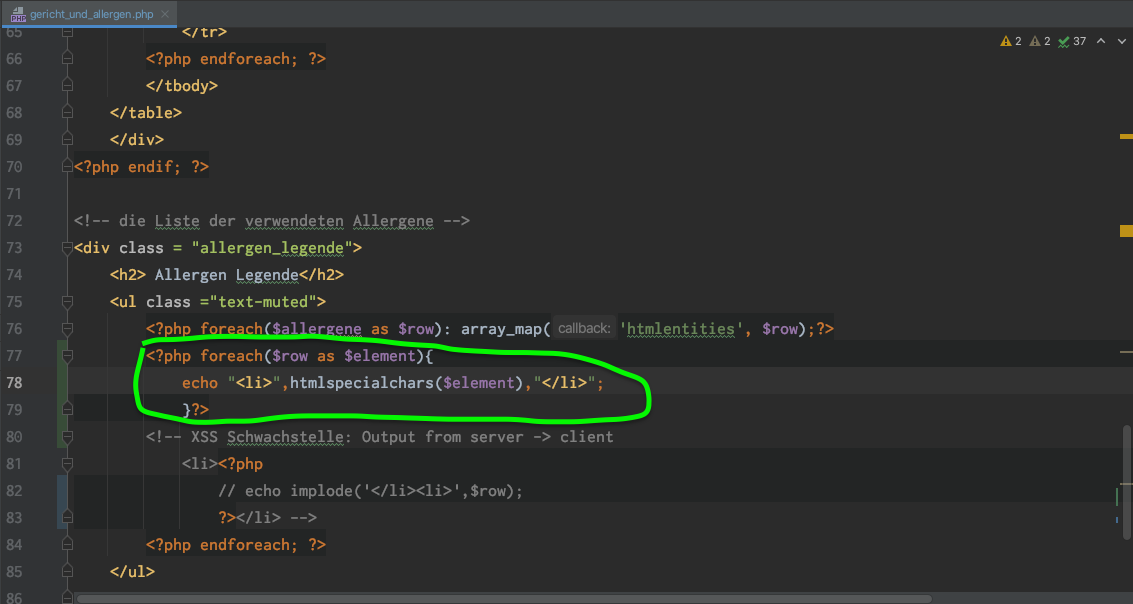 gericht_und_allergen.php
2 2 37
65 </tr>
66 <?php endforeach; ?>
67 </tbody>
68 </table>
69 </div>
70 <?php endif; ?>
71
72 <!-- die Liste der verwendeten Allergene -->
73 <div class = "allergen_legende">
74 <h2> Allergen Legende</h2>
75 <ul class ="text-muted">
76 <?php foreach($allergene as $row): array_map( callback: 'htmlentities', $row);?>
77 <?php foreach($row as $element){
78 echo "<li>",htmlspecialchars($element),"</li>";
79 }?>
80 <!-- XSS Schwachstelle: Output from server -> client
81 <li><?php
82 // echo implode('</li><li>',$row);
83 ?></li> -->
84 <?php endforeach; ?>
85 </ul>
86